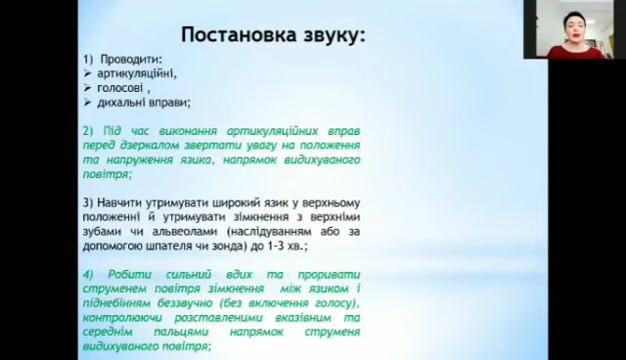 Постановка звуку:
1) Проводити:
➢ артикуляційні,
➢ голосові ,
➢ дихальні вправи;
2) Під час виконання артикуляційних вправ
перед дзеркалом звертати увагу на положення
та напруження язика, напрямок видихуваного
повітря;
3) Навчити утримувати широкий язик у верхньому
положенні й утримувати зімкнення з верхніми
зубами чи альвеолами (наслідуванням або за
допомогою шпателя чи зонда) до 1-3 хв.;
4) Робити сильний вдих та проривати
струменем повітря зімкнення між язиком і
піднебінням беззвучно (без включення голосу),
контролюючи розставленими вказівним та
середнім пальцями напрямок струменя
видихуваного повітря;